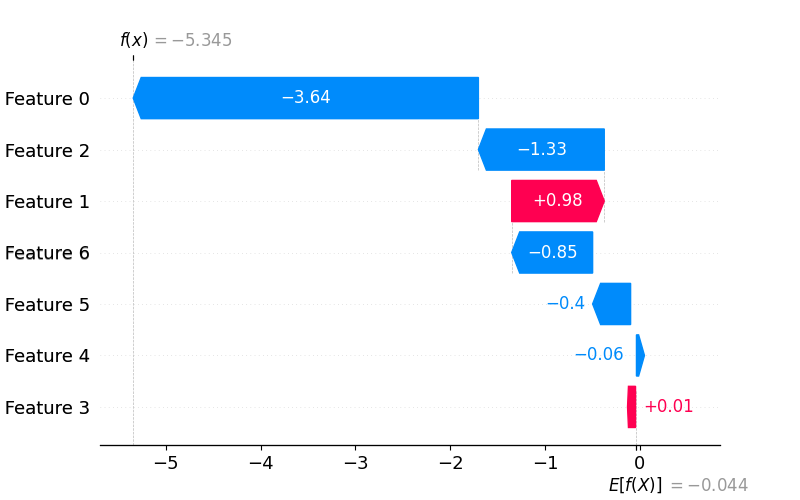 f(x) = −5.345
Feature 0 −3.64
Feature 2 −1.33
Feature 1 +0.98
Feature 6 −0.85
Feature 5 −0.4
Feature 4 −0.06
Feature 3 +0.01
−5 −4 −3 −2 −1 0
E[f(X)] = −0.044